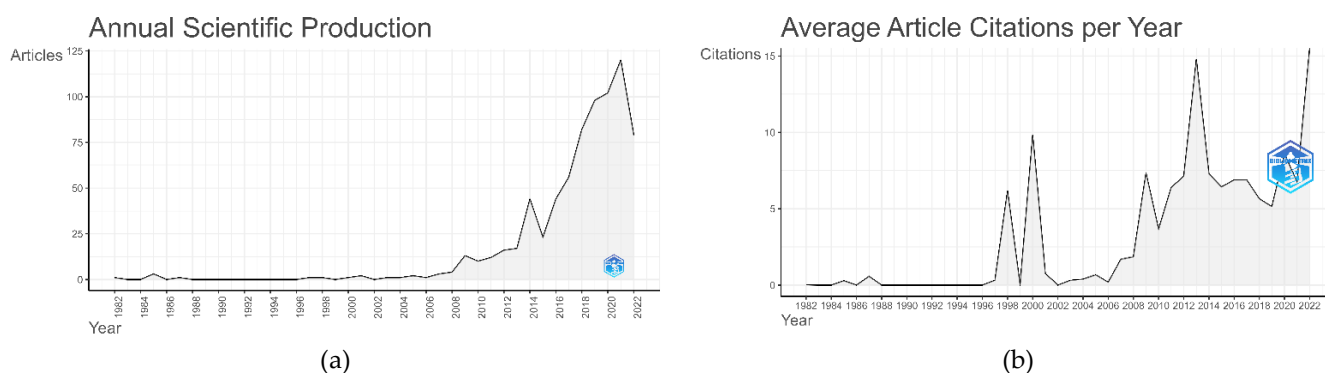 Annual Scientific Production
Articles
125
100
75
50
25
0
1982 1984 1986 1988 1990 1992 1994 1996 1998 2000 2002 2004 2006 2008 2010 2012 2014 2016 2018 2020 2022
Year
(a)
Average Article Citations per Year
Citations
15
10
5
0
1982 1984 1986 1988 1990 1992 1994 1996 1998 2000 2002 2004 2006 2008 2010 2012 2014 2016 2018 2020 2022
Year
(b)